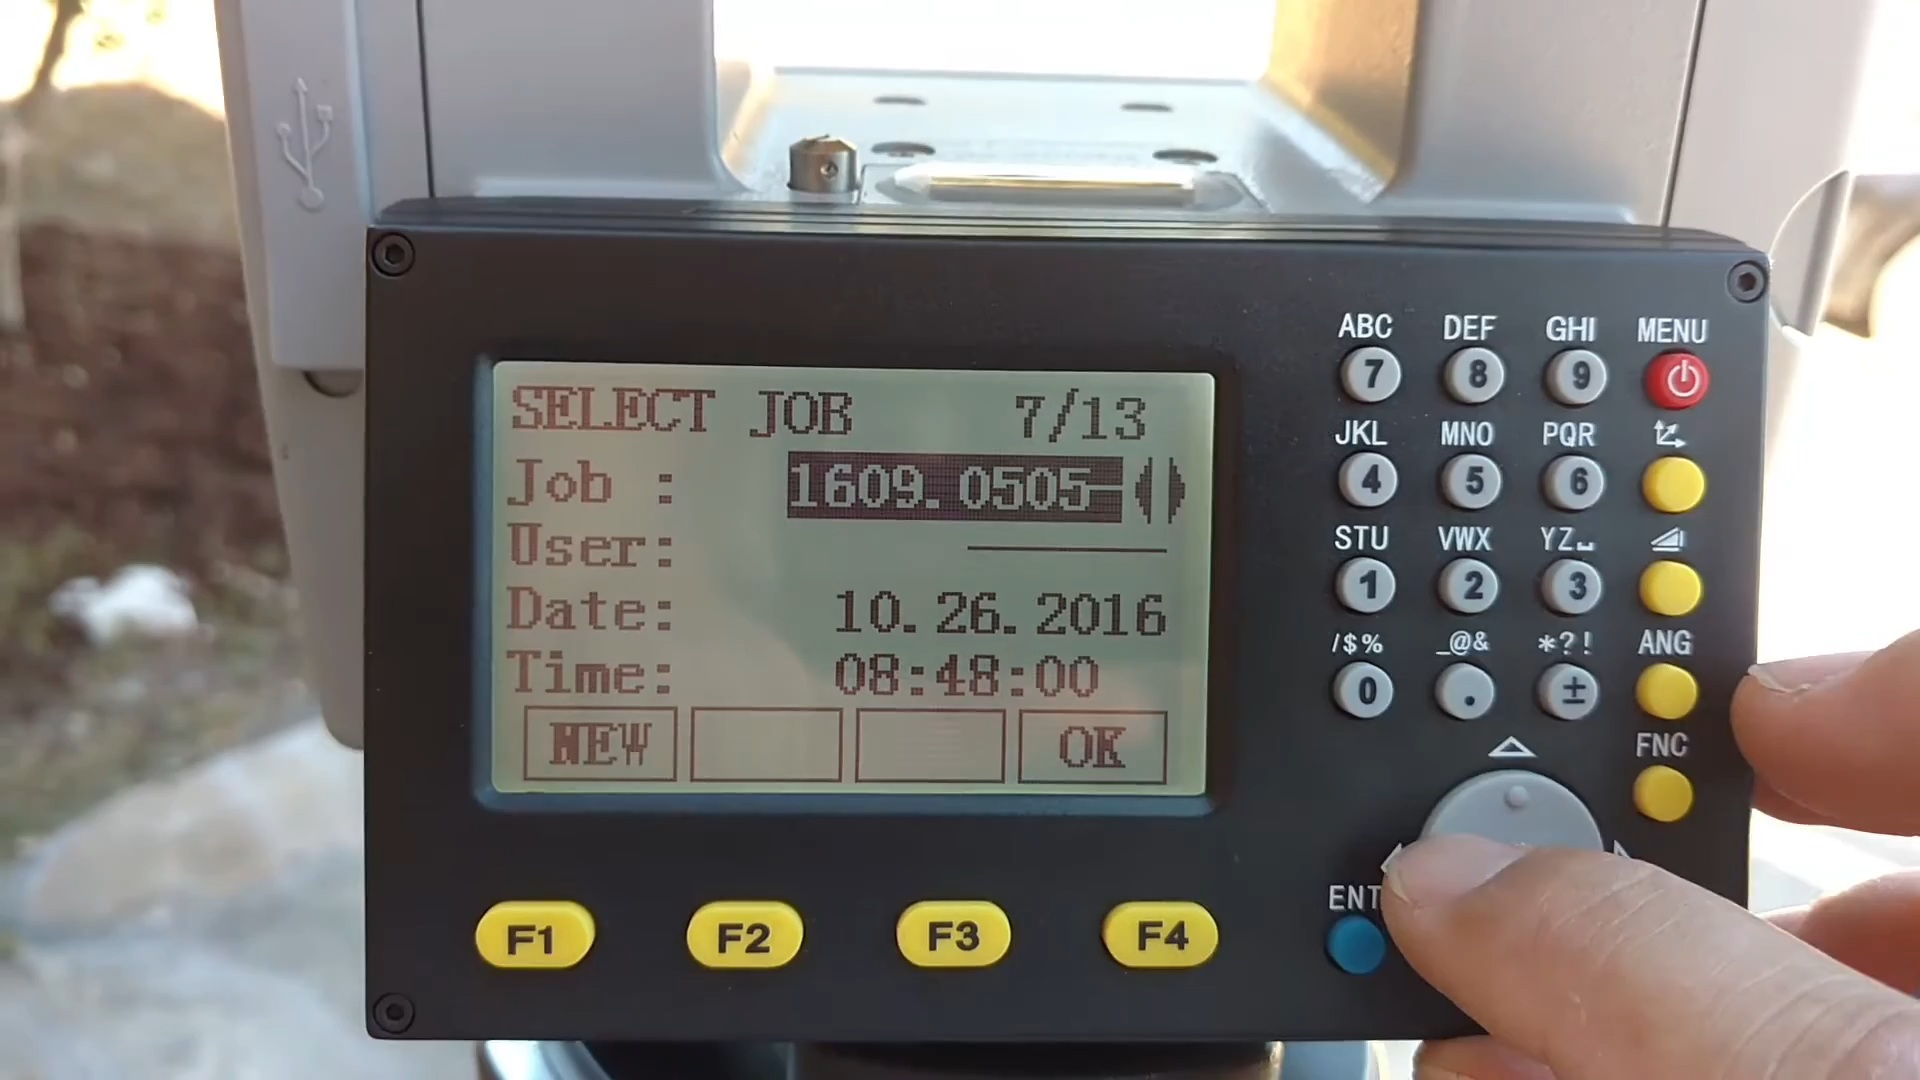 SELECT JOB 7/13
Job : 1609.0505-
User:
Date: 10.26.2016
Time: 08:48:00
NEW OK
ABC DEF GHI MENU
7 8 9
JKL MNO PQR
4 5 6
STU VWX YZ␣
1 2 3
/$% _@& *?! ANG
0 . ±
FNC
ENT
F1 F2 F3 F4